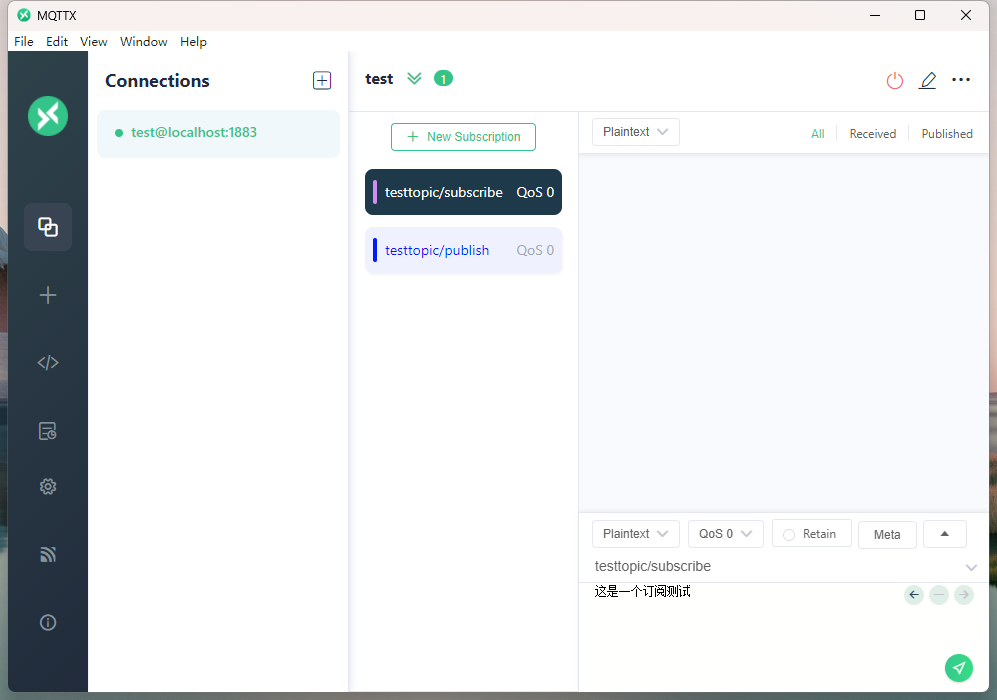 MQTTX
File Edit View Window Help
Connections
test@localhost:1883
test 1
New Subscription
testtopic/subscribe QoS 0
testtopic/publish QoS 0
Plaintext All Received Published
Plaintext QoS 0 Retain Meta
testtopic/subscribe
这是一个订阅测试